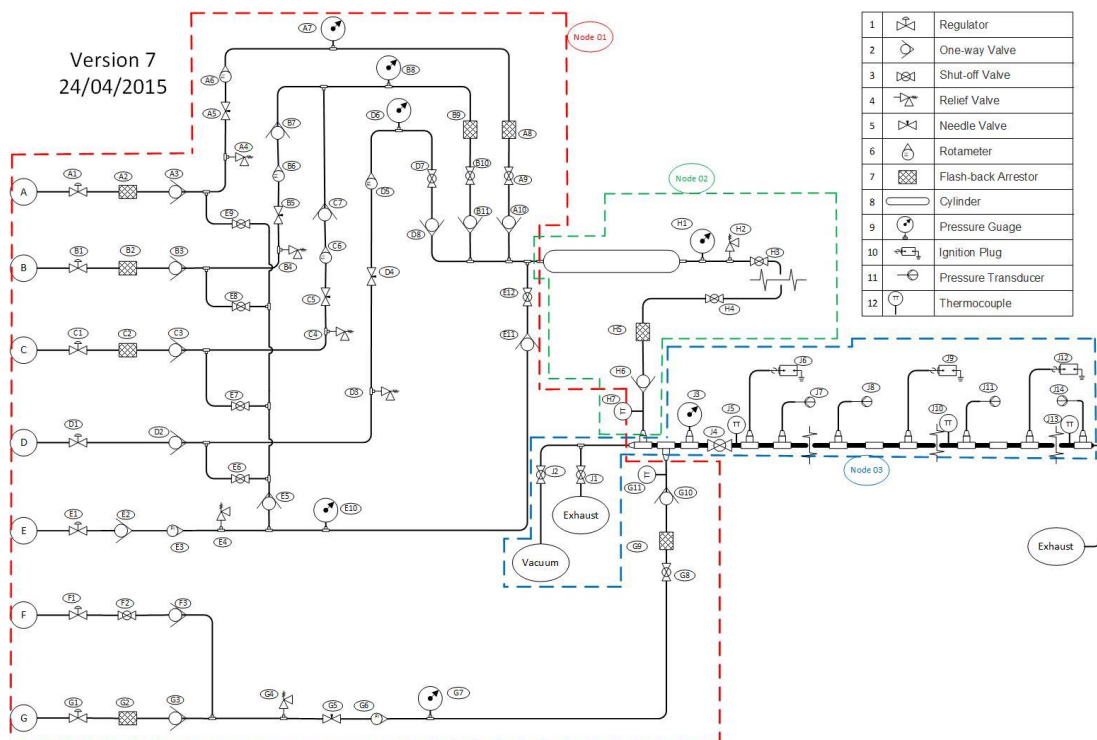 Version 7
24/04/2015
Node 01
Node 02
Node 03
1 Regulator
2 One-way Valve
3 Shut-off Valve
4 Relief Valve
5 Needle Valve
6 Rotameter
7 Flash-back Arrestor
8 Cylinder
9 Pressure Guage
10 Ignition Plug
11 Pressure Transducer
12 TT Thermocouple
A7
B8
D6
A6
A5
A4
B7
B6
B5
B4
B9
A8
D7
B10
A9
D5
C7
B11
A10
D8
C6
C5
C4
D4
D3
A
A1
A2
A3
E9
B
B1
B2
B3
E8
C
C1
C2
C3
E7
D
D1
D2
E6
E5
E
E1
E2
E3
E4
E10
E12
E11
F
F1
F2
F3
G
G1
G2
G3
G4
G5
G6
G7
H1
H2
H3
H4
H5
H6
H7
TT
J3
J4
J5
TT
J6
J7
J8
J9
J10
TT
J11
J12
J14
J13
TT
J2
J1
Exhaust
Vacuum
G11
TT
G10
G9
G8
Exhaust